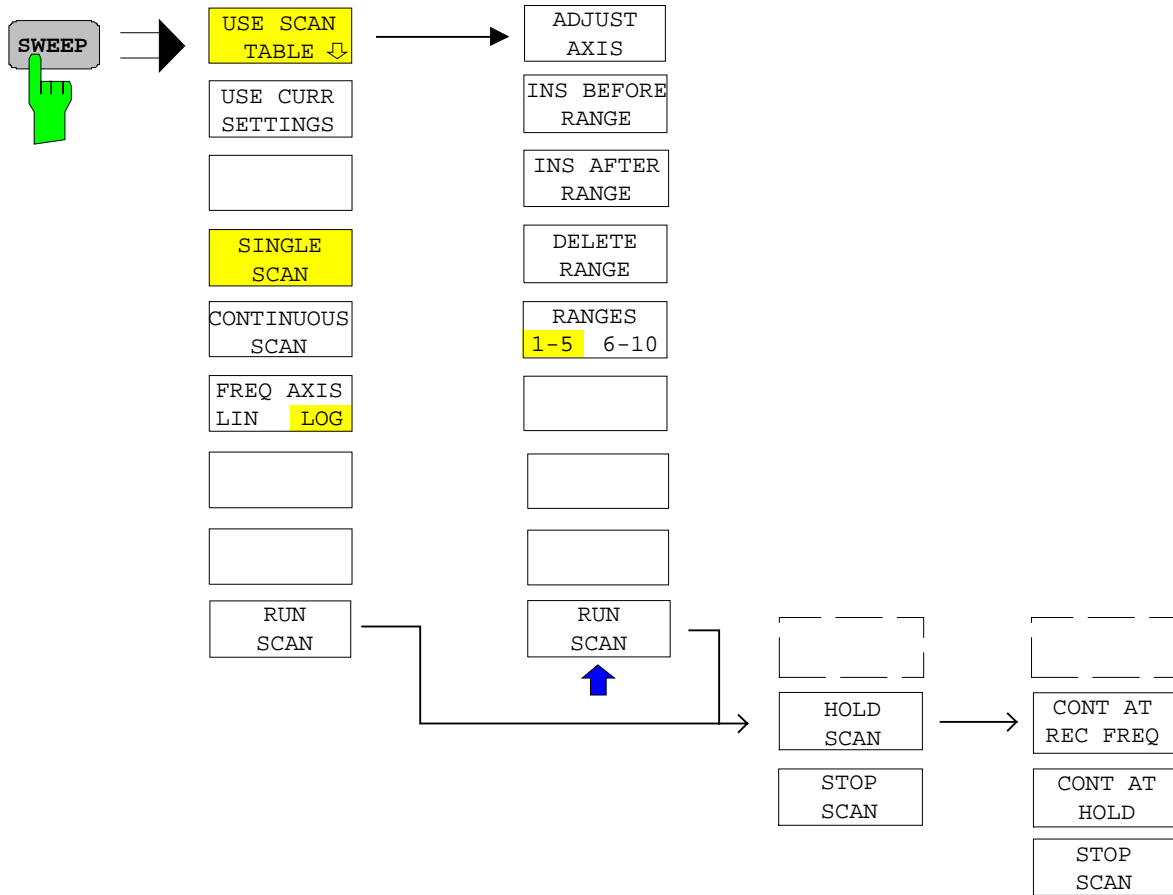 SWEEP
USE SCAN
TABLE
USE CURR
SETTINGS
SINGLE
SCAN
CONTINUOUS
SCAN
FREQ AXIS
LIN LOG
RUN
SCAN
ADJUST
AXIS
INS BEFORE
RANGE
INS AFTER
RANGE
DELETE
RANGE
RANGES
1-5 6-10
RUN
SCAN
HOLD
SCAN
STOP
SCAN
CONT AT
REC FREQ
CONT AT
HOLD
STOP
SCAN